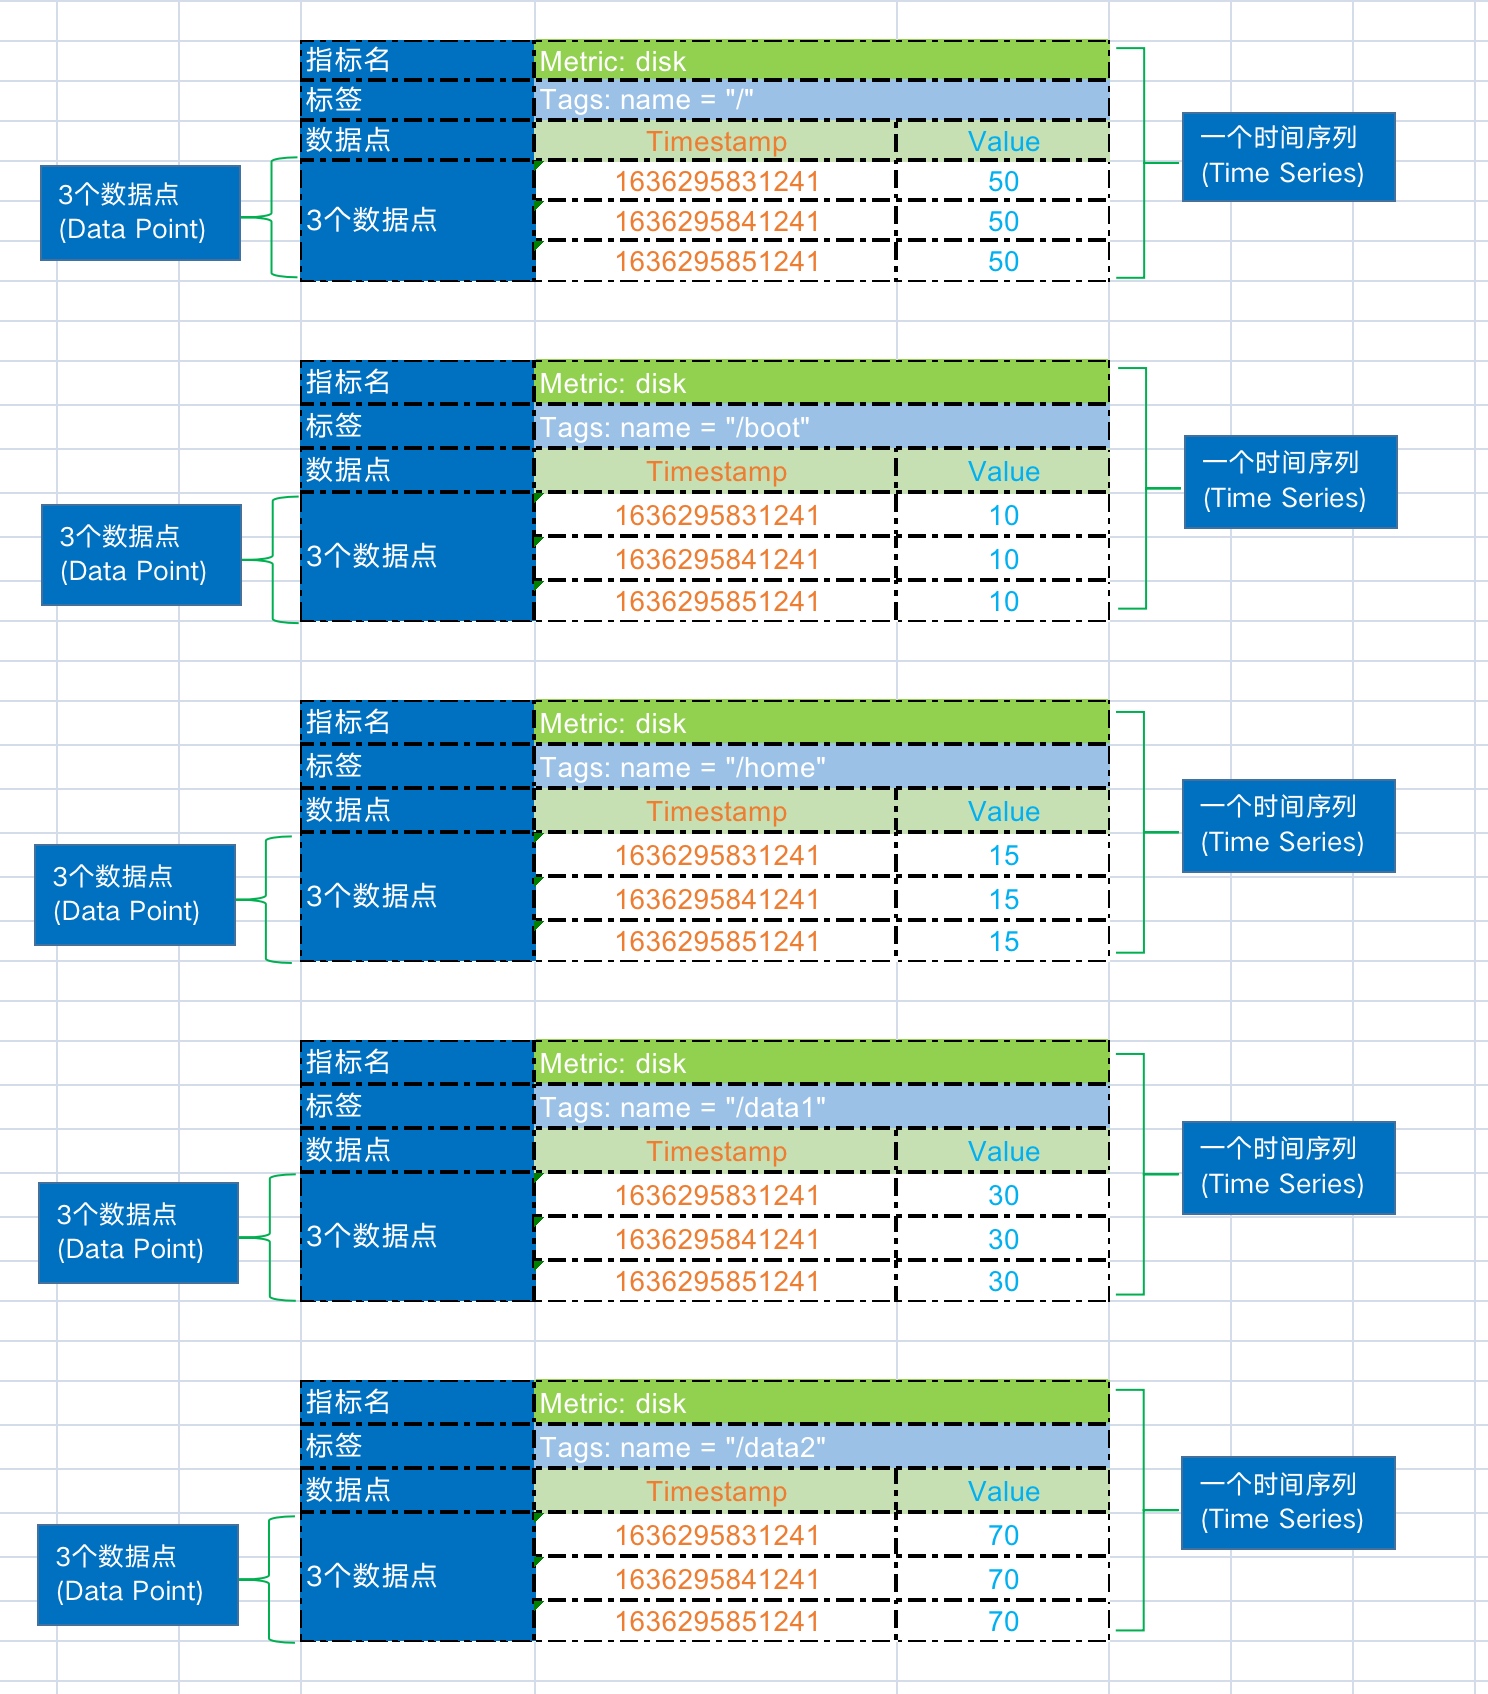 指标名
Metric: disk
标签
Tags: name = "/"
数据点
Timestamp
Value
3个数据点
1636295831241
50
1636295841241
50
1636295851241
50
3个数据点
(Data Point)
一个时间序列
(Time Series)
指标名
Metric: disk
标签
Tags: name = "/boot"
数据点
Timestamp
Value
3个数据点
1636295831241
10
1636295841241
10
1636295851241
10
3个数据点
(Data Point)
一个时间序列
(Time Series)
指标名
Metric: disk
标签
Tags: name = "/home"
数据点
Timestamp
Value
3个数据点
1636295831241
15
1636295841241
15
1636295851241
15
3个数据点
(Data Point)
一个时间序列
(Time Series)
指标名
Metric: disk
标签
Tags: name = "/data1"
数据点
Timestamp
Value
3个数据点
1636295831241
30
1636295841241
30
1636295851241
30
3个数据点
(Data Point)
一个时间序列
(Time Series)
指标名
Metric: disk
标签
Tags: name = "/data2"
数据点
Timestamp
Value
3个数据点
1636295831241
70
1636295841241
70
1636295851241
70
3个数据点
(Data Point)
一个时间序列
(Time Series)